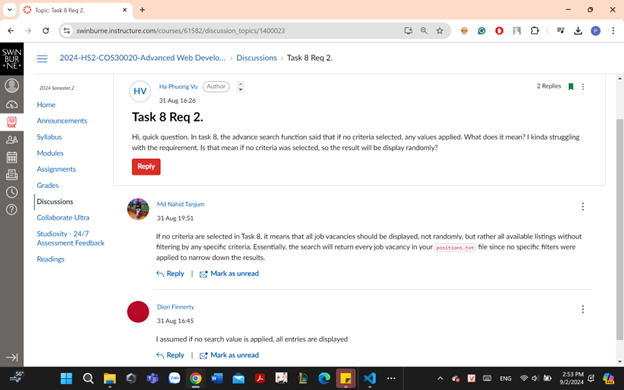 Topic: Task 8 Req 2.
swinburne.instructure.com/courses/61582/discussion_topics/1400023
SWIN
BUR
NE
2024-HS2-COS30020-Advanced Web Develo... > Discussions > Task 8 Req 2.
2024 Semester 2
Home
Announcements
Syllabus
Modules
Assignments
Grades
Discussions
Collaborate Ultra
Studiosity - 24/7
Assessment Feedback
Readings
HV
Ha Phuong Vu Author
2 Replies
31 Aug 16:26
Task 8 Req 2.
Hi, quick question. In task 8, the advance search function said that if no criteria selected, any values applied. What does it mean? I kinda struggling
with the requirement. Is that mean if no criteria was selected, so the result will be display randomly?
Reply
Md Nahid Tanjum
31 Aug 19:51
If no criteria are selected in Task 8, it means that all job vacancies should be displayed, not randomly, but rather all available listings without
filtering by any specific criteria. Essentially, the search will return every job vacancy in your positions.txt file since no specific filters were
applied to narrow down the results.
Reply | Mark as unread
Dion Finnerty
31 Aug 16:45
I assumed if no search value is applied, all entries are displayed
Reply | Mark as unread
56°
ENG
2:53 PM
9/2/2024